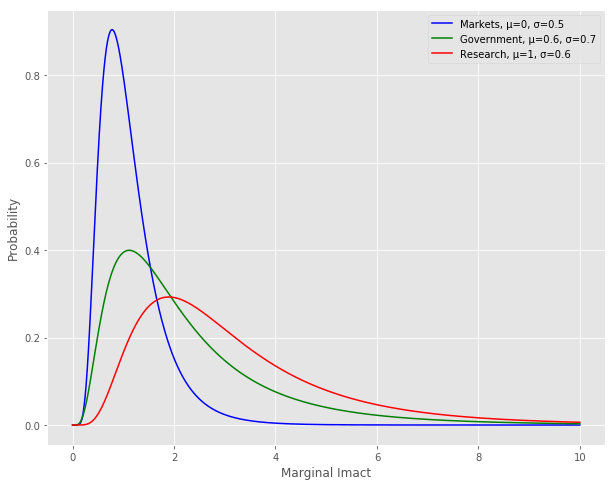 Markets, μ=0, σ=0.5
Government, μ=0.6, σ=0.7
Research, μ=1, σ=0.6
0.8
0.6
0.4
0.2
0.0
Probability
0 2 4 6 8 10
Marginal Imact